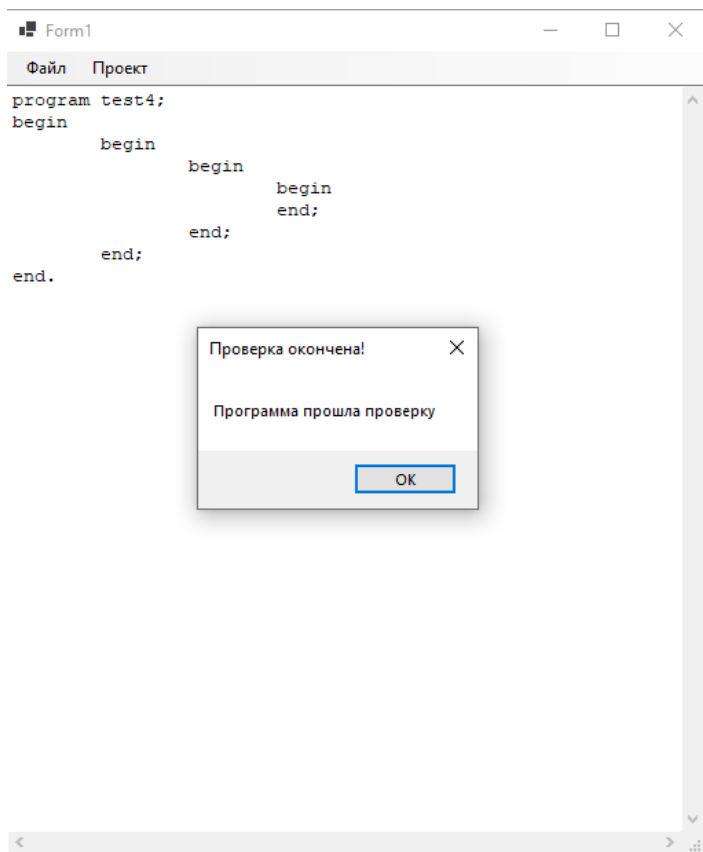 Form1
Файл Проект
program test4;
begin
        begin
                begin
                        begin
                        end;
                end;
        end;
end.
Проверка окончена!
Программа прошла проверку
OK